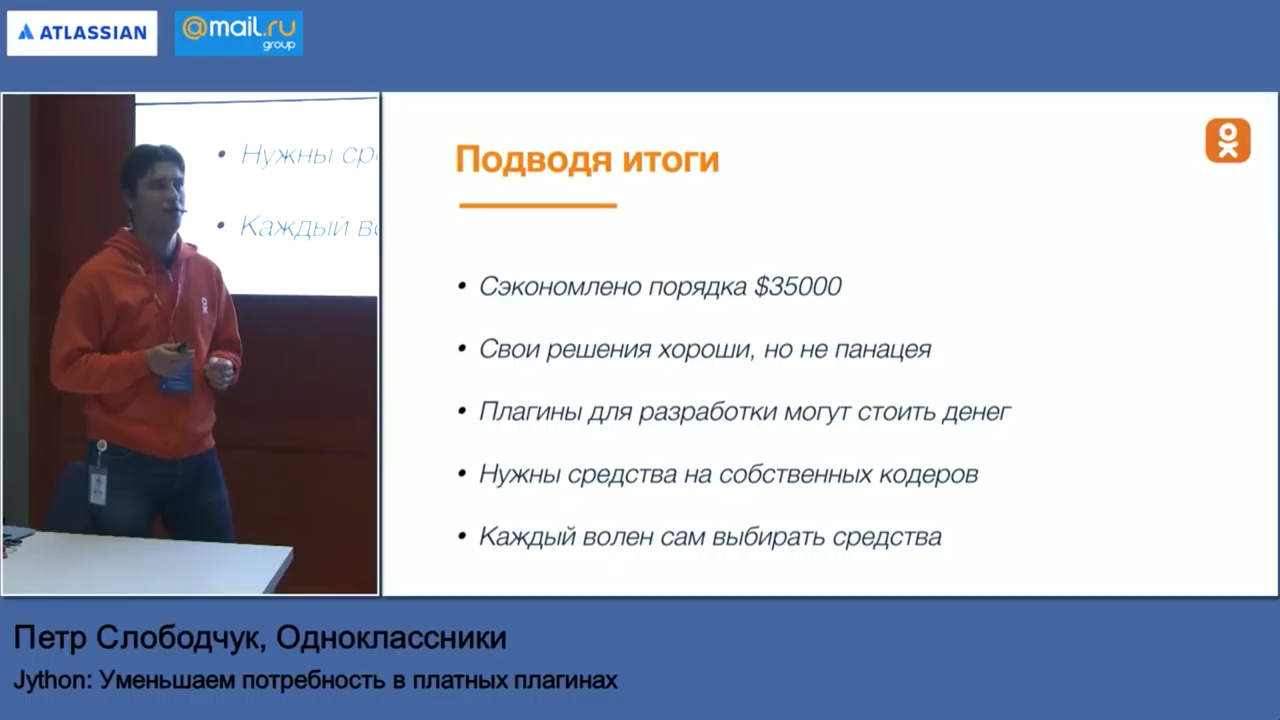 ATLASSIAN
@mail.ru
group
Нужны ср
Каждый в
Подводя итоги
• Сэкономлено порядка $35000
• Свои решения хороши, но не панацея
• Плагины для разработки могут стоить денег
• Нужны средства на собственных кодеров
• Каждый волен сам выбирать средства
Петр Слободчук, Одноклассники
Jython: Уменьшаем потребность в платных плагинах